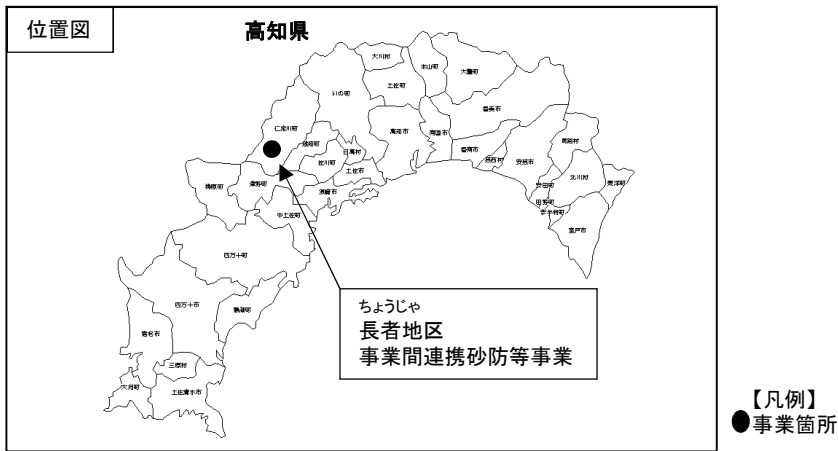 位置図
高知県
大川村
本山町
大豊町
いの町
土佐町
香美市
仁淀川町
高知市
南国市
越知町
日高村
香南市
芸西村
安芸市
馬路村
佐川町
土佐市
北川村
東洋町
梼原町
津野町
須崎市
安田町
田野町
奈半利町
中土佐町
室戸市
四万十町
四万十市
黒潮町
宿毛市
三原村
大月町
土佐清水市
ちょうじゃ
長者地区
事業間連携砂防等事業
【凡例】
●事業箇所